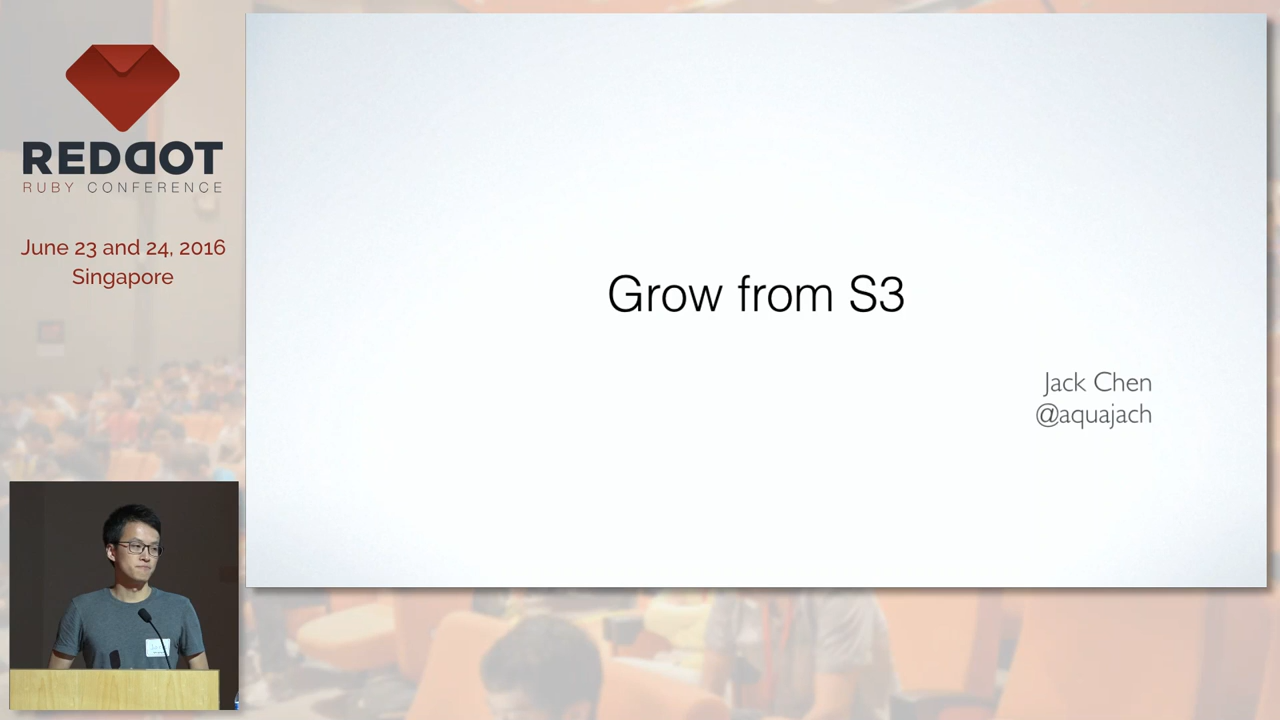 REDDOT
RUBY CONFERENCE
June 23 and 24, 2016
Singapore
Grow from S3
Jack Chen
@aquajach